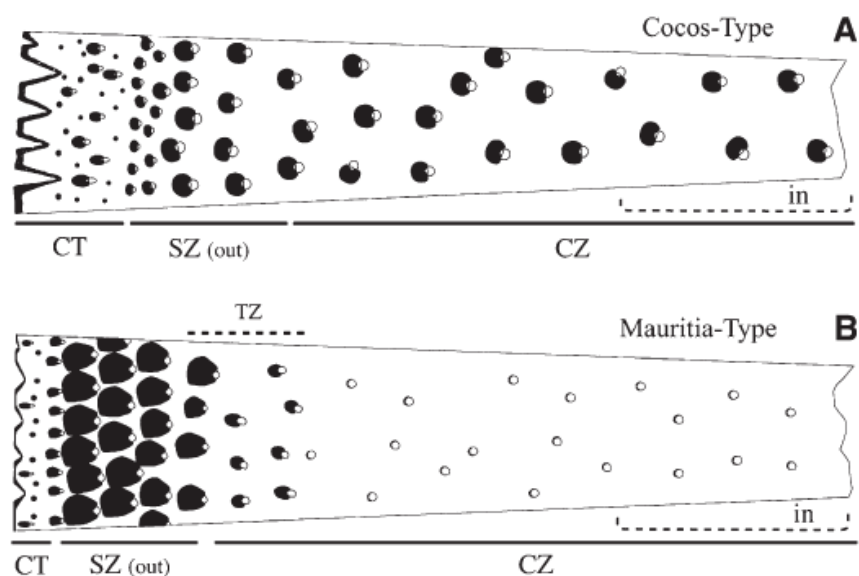 Cocos-Type A
in
CT SZ (out) CZ
TZ
Mauritia-Type B
in
CT SZ (out) CZ